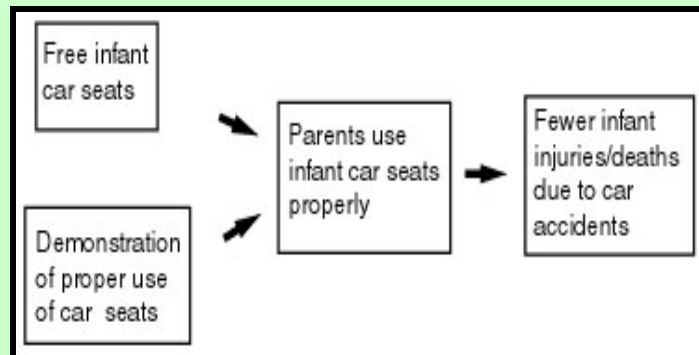 Free infant
car seats
Demonstration
of proper use
of car seats
Parents use
infant car seats
properly
Fewer infant
injuries/deaths
due to car
accidents